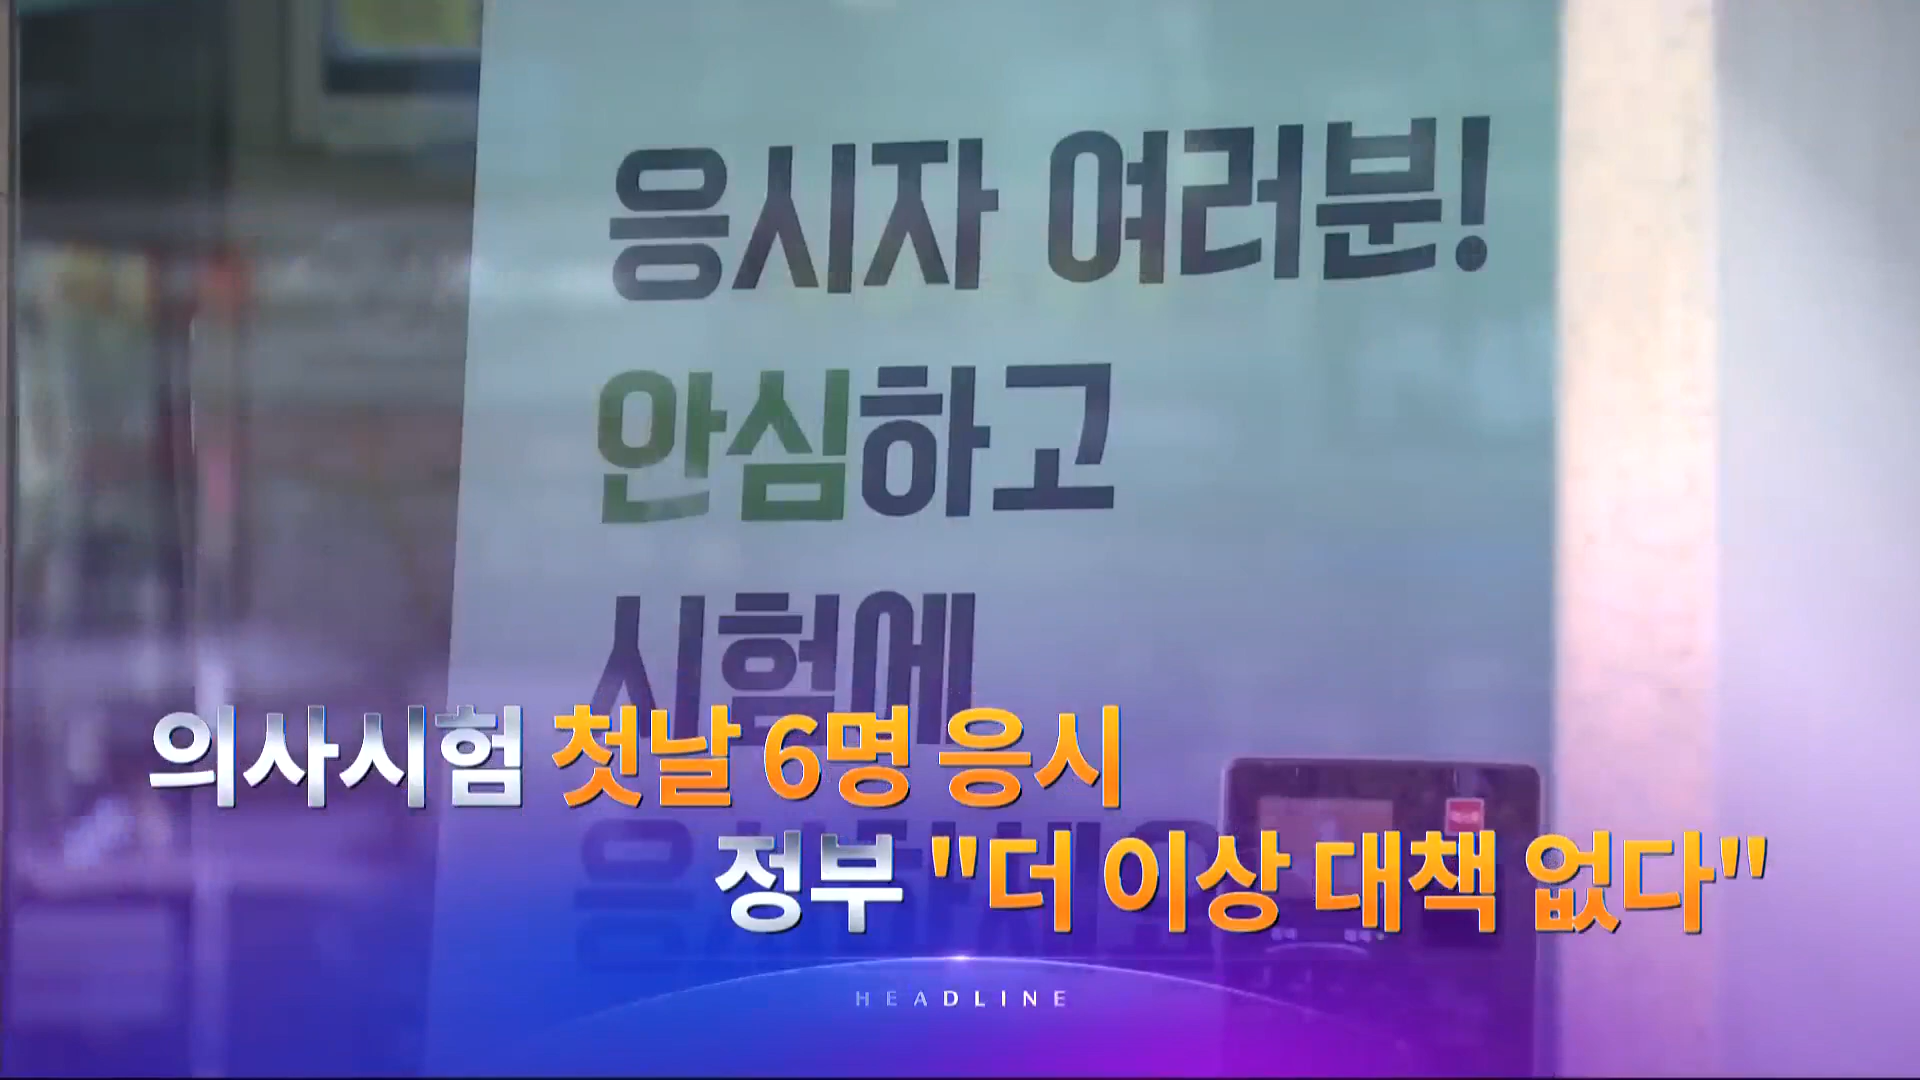 응시자 여러분!
안심하고
시험에
의사시험 첫날 6명 응시
정부 "더 이상 대책 없다"
HEADLINE